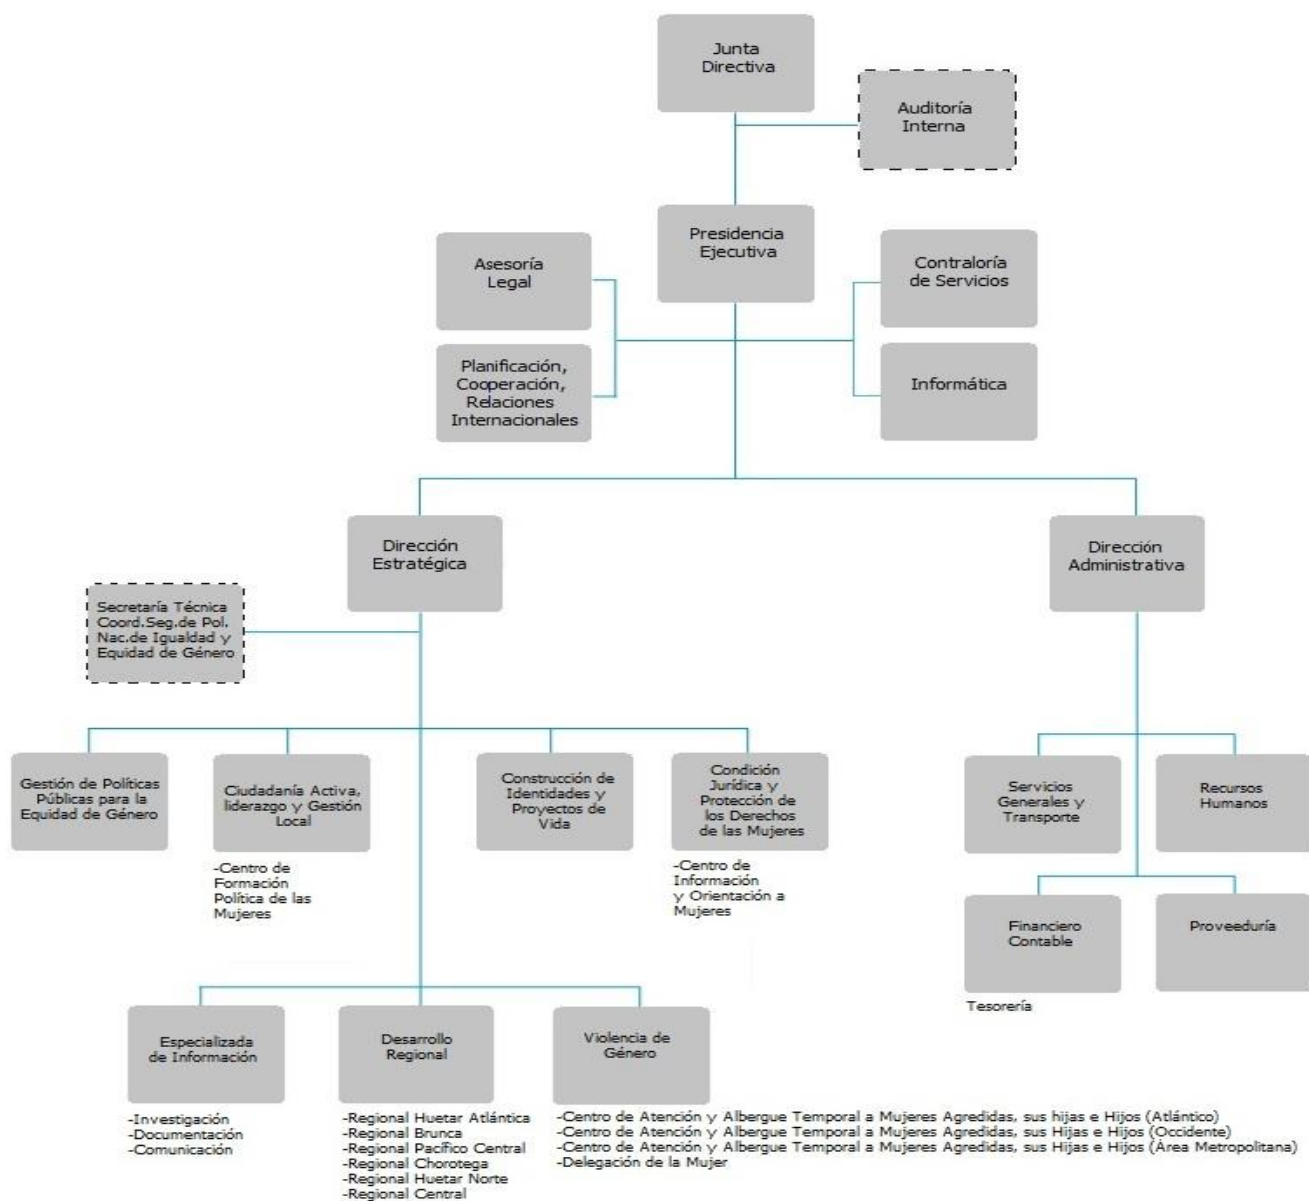 Junta
Directiva
Auditoría
Interna
Presidencia
Ejecutiva
Asesoría
Legal
Contraloría
de Servicios
Planificación,
Cooperación,
Relaciones
Internacionales
Informática
Dirección
Estratégica
Dirección
Administrativa
Secretaría Técnica
Coord.Seg.de Pol.
Nac.de Igualdad y
Equidad de Género
Gestión de Políticas
Públicas para la
Equidad de Género
Ciudadanía Activa,
liderazgo y Gestión
Local
-Centro de
Formación
Política de las
Mujeres
Construcción de
Identidades y
Proyectos de
Vida
Condición
Jurídica y
Protección de
los Derechos
de las Mujeres
-Centro de
Información
y Orientación a
Mujeres
Servicios
Generales y
Transporte
Recursos
Humanos
Financiero
Contable
Tesorería
Proveeduría
Especializada
de Información
-Investigación
-Documentación
-Comunicación
Desarrollo
Regional
-Regional Huetar Atlántica
-Regional Brunca
-Regional Pacífico Central
-Regional Chorotega
-Regional Huetar Norte
-Regional Central
Violencia de
Género
-Centro de Atención y Albergue Temporal a Mujeres Agredidas, sus hijas e Hijos (Atlántico)
-Centro de Atención y Albergue Temporal a Mujeres Agredidas, sus Hijas e Hijos (Occidente)
-Centro de Atención y Albergue Temporal a Mujeres Agredidas, sus Hijas e Hijos (Área Metropolitana)
-Delegación de la Mujer